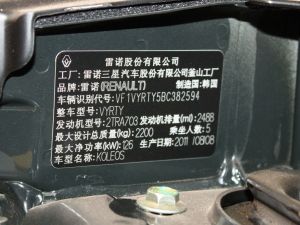 雷诺股份有限公司
工厂：雷诺三星汽车股份有限公司釜山工厂
品牌：雷诺(RENAULT) 制造国：韩国
车辆识别代号：VF1VYRTY5BC382594
整车型号：VYRTY
发动机型号：2TRA703 发动机排量(ml)：2488
最大设计总质量(kg)：2200 乘坐人数：5
最大净功率(kW)：126 生产日期：2011/08/08
车型名称：KOLEOS